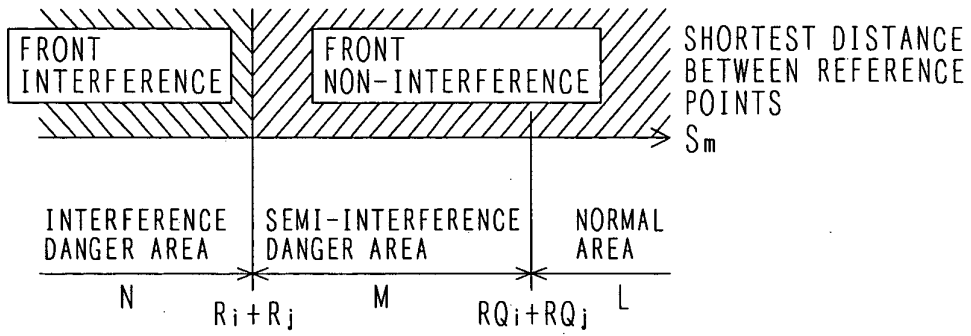 FRONT
INTERFERENCE
FRONT
NON-INTERFERENCE
SHORTEST DISTANCE
BETWEEN REFERENCE
POINTS
Sm
INTERFERENCE
DANGER AREA
SEMI-INTERFERENCE
DANGER AREA
NORMAL
AREA
N
M
L
Ri+Rj
RQi+RQj